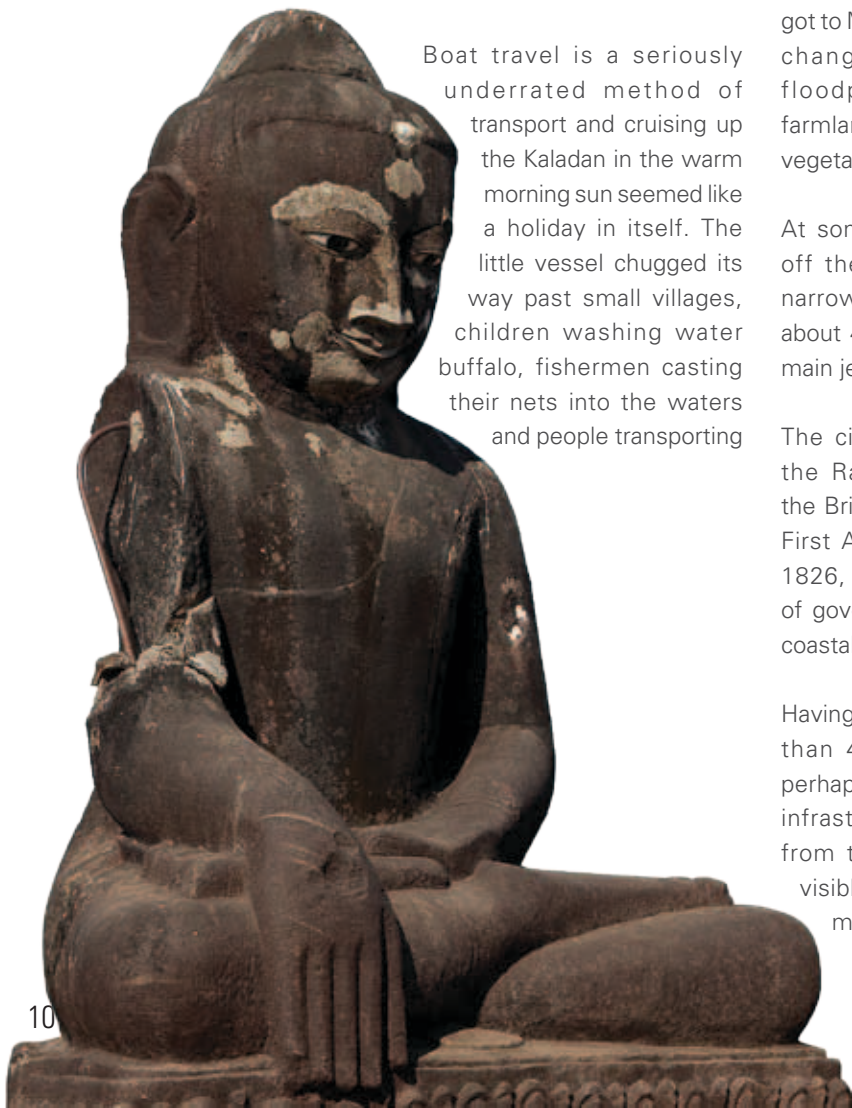 Boat travel is a seriously
underrated method of
transport and cruising up
the Kaladan in the warm
morning sun seemed like
a holiday in itself. The
little vessel chugged its
way past small villages,
children washing water
buffalo, fishermen casting
their nets into the waters
and people transporting
got to
chang
floodp
farmlan
vegeta
At son
off the
narrow
about 4
main je
The ci
the Ra
the Bri
First A
1826,
of gov
coasta
Having
than 4
perhap
infrast
from t
visibl
m
10